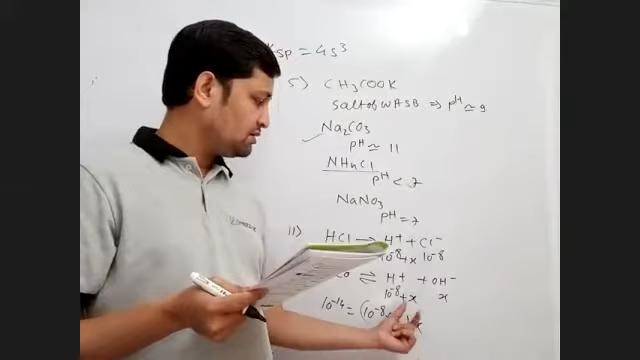 Ksp = 4s³
5) CH₃COOK
Salt of WASB ⇒ pH ≃ 9
Na₂CO₃
pH ≃ 11
NH₄Cl
pH < 7
NaNO₃
pH = 7
11) HCl → H⁺ + Cl⁻
10⁻⁸+x 10⁻⁸
⇌ H⁺ + OH⁻
10⁻⁸+x x
10⁻¹⁴ = (10⁻⁸